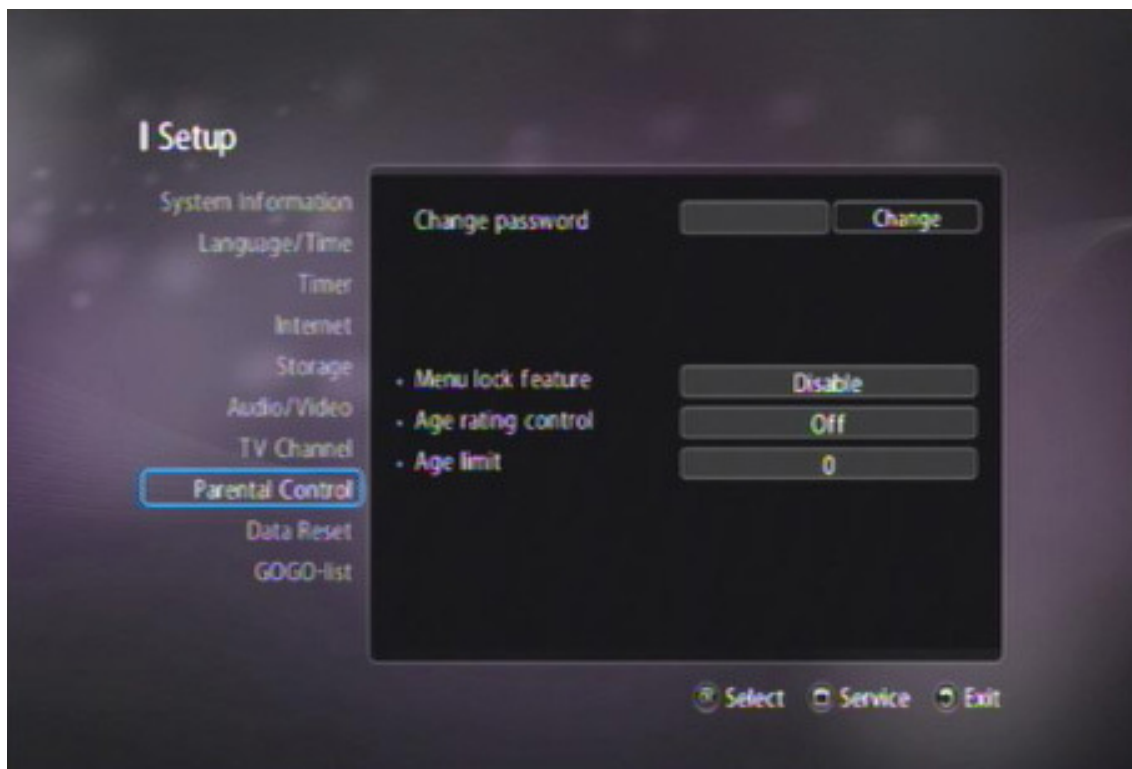 Setup
System Information
Language/Time
Timer
Internet
Storage
Audio/Video
TV Channel
Parental Control
Data Reset
GOGO-list
Change password Change
Menu lock feature Disable
Age rating control Off
Age limit 0
Select Service Exit